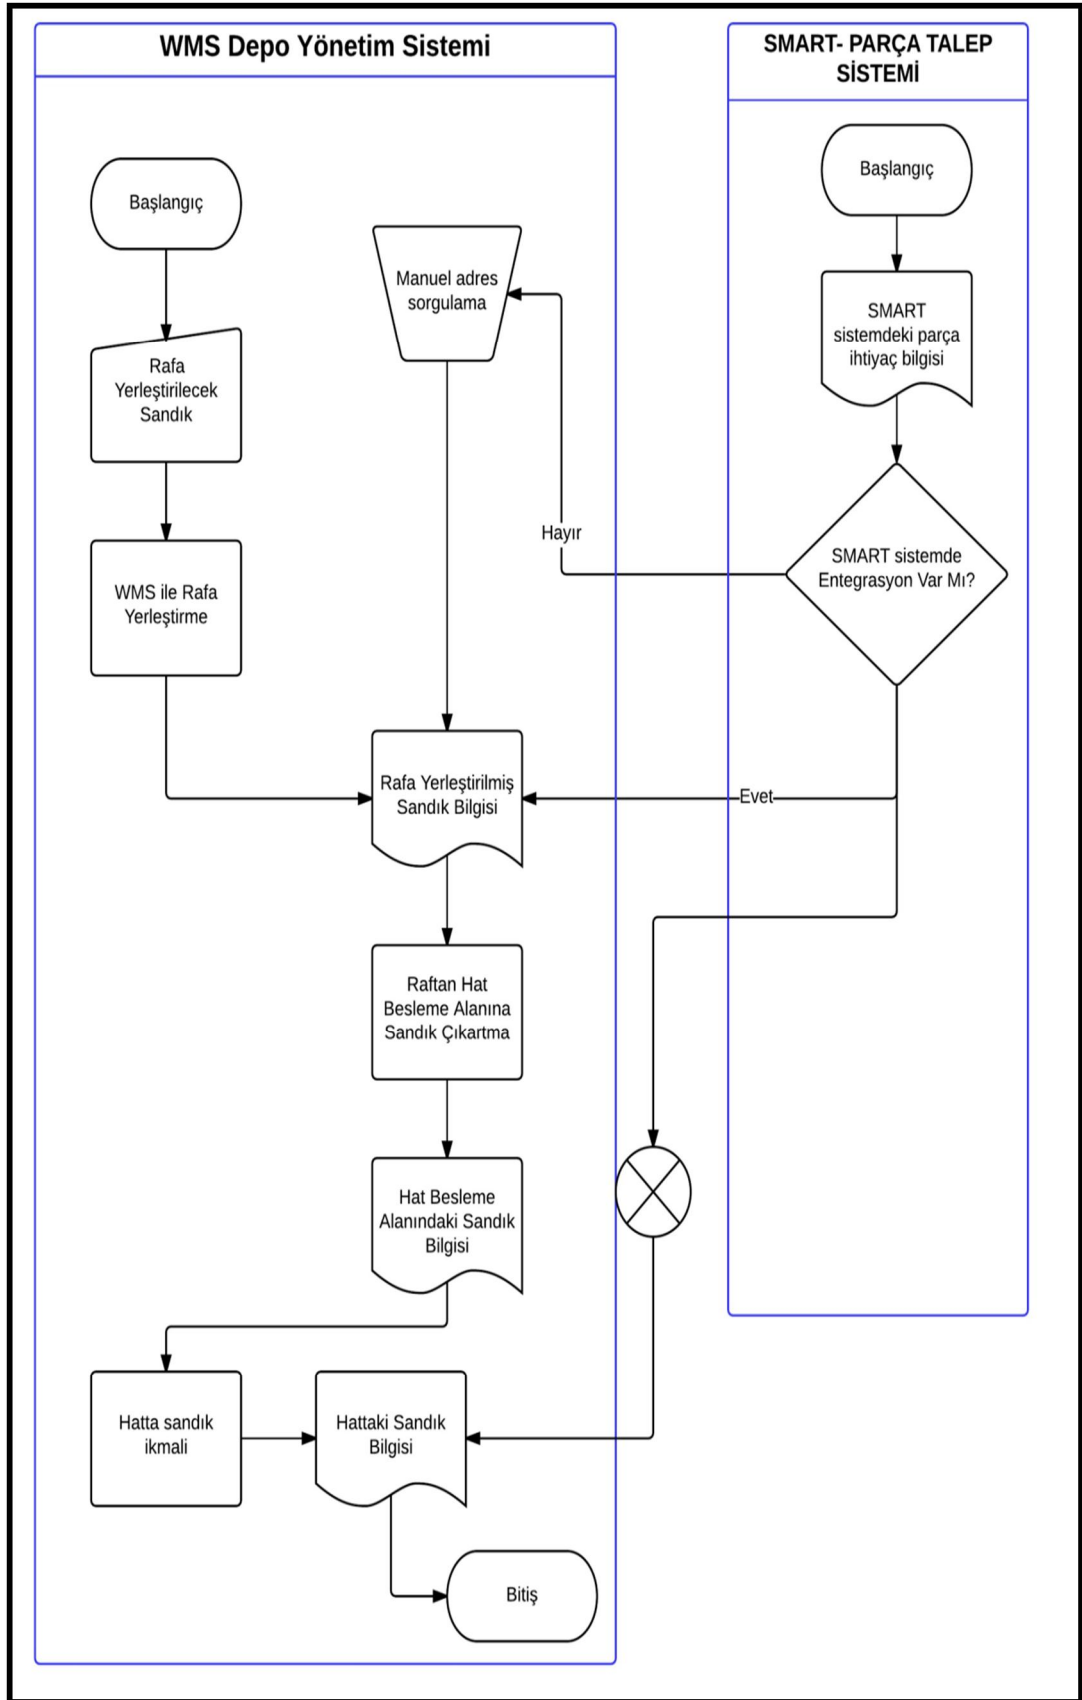 WMS Depo Yönetim Sistemi
Başlangıç
Rafa
Yerleştirilecek
Sandık
WMS ile Rafa
Yerleştirme
Manuel adres
sorgulama
Rafa Yerleştirilmiş
Sandık Bilgisi
Raftan Hat
Besleme Alanına
Sandık Çıkartma
Hat Besleme
Alanındaki Sandık
Bilgisi
Hatta sandık
ikmali
Hattaki Sandık
Bilgisi
Bitiş
SMART- PARÇA TALEP
SİSTEMİ
Başlangıç
SMART
sistemdeki parça
ihtiyaç bilgisi
SMART sistemde
Entegrasyon Var Mı?
Hayır
Evet